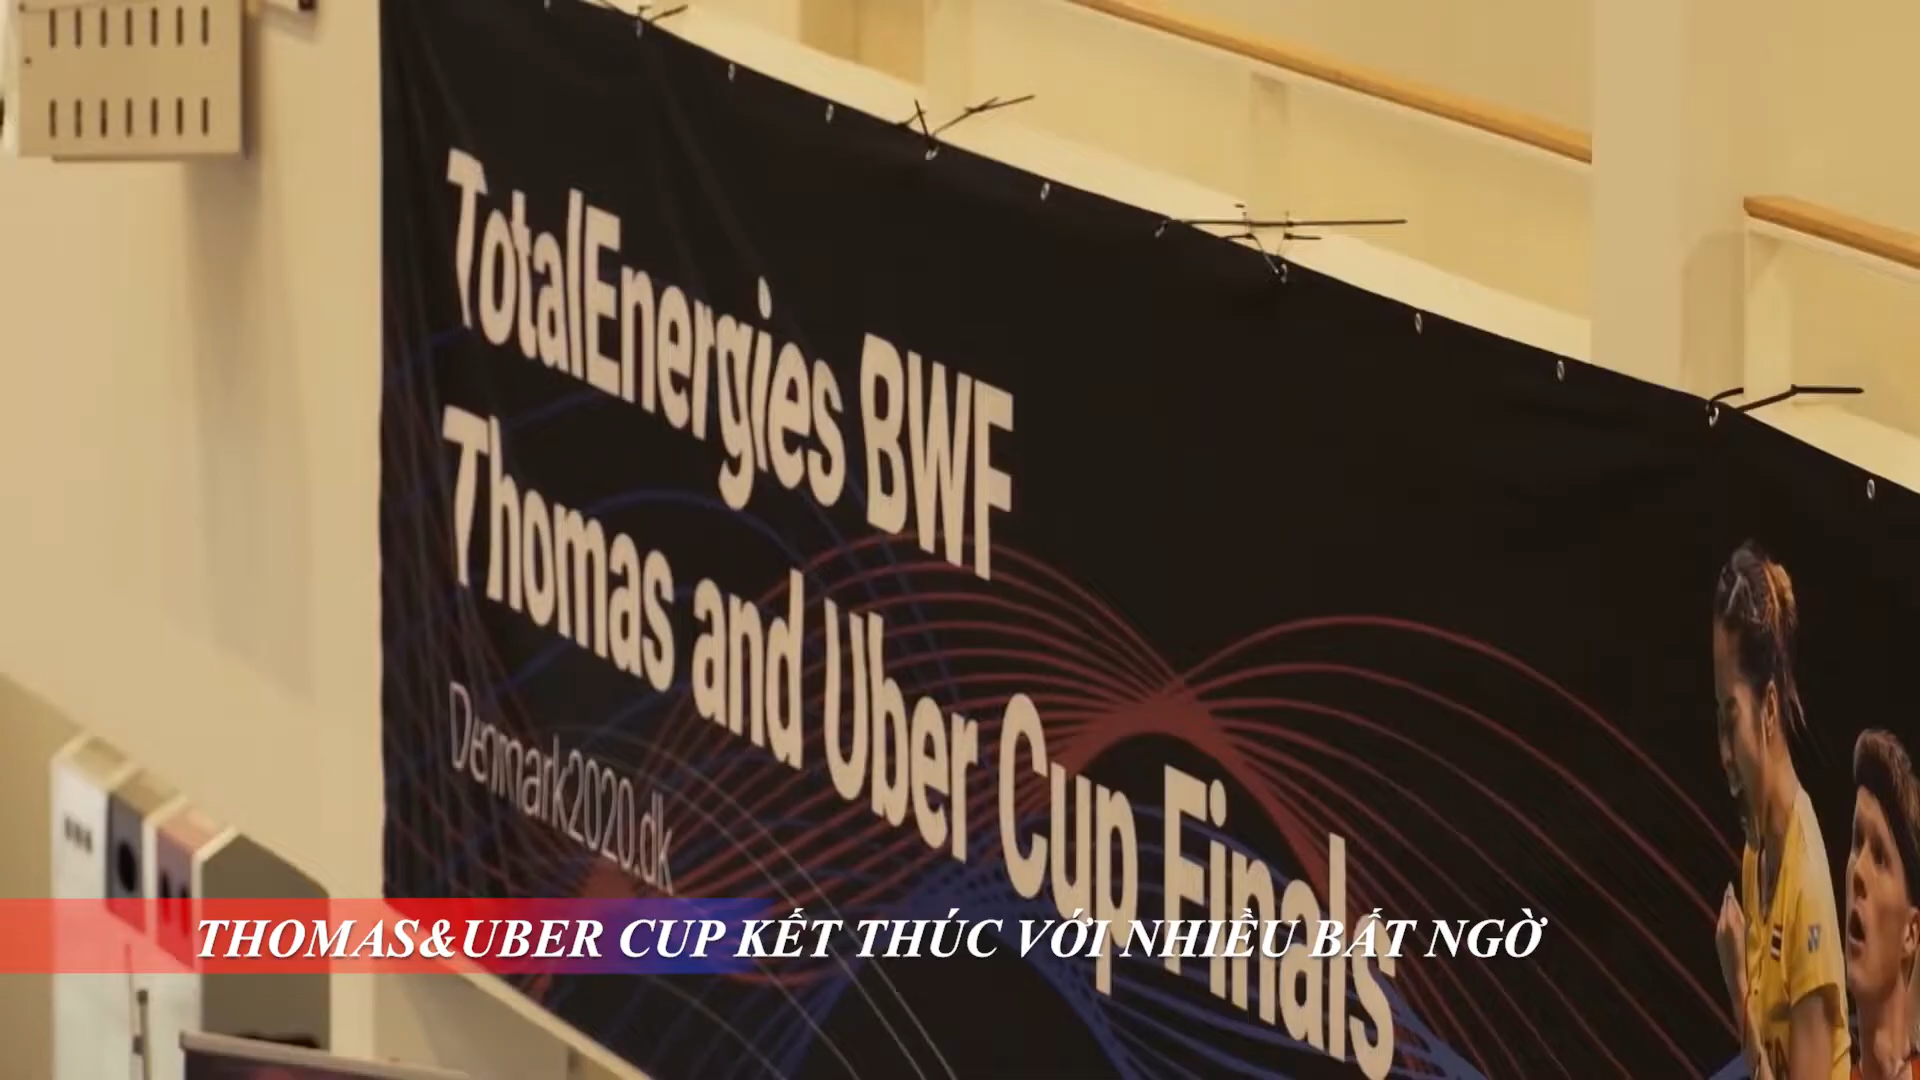 TotalEnergies BWF
Thomas and Uber Cup Finals
Denmark2020.dk
THOMAS&UBER CUP KẾT THÚC VỚI NHIỀU BẤT NGỜ